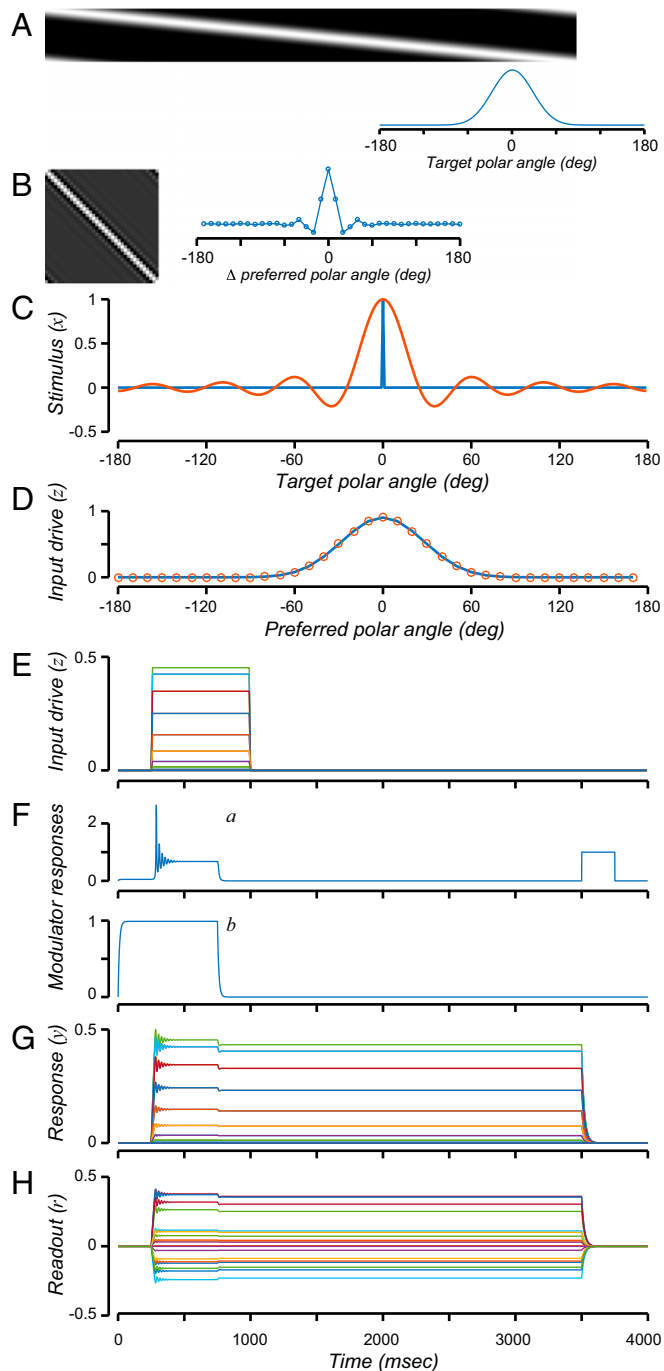 A
-180 0 180
Target polar angle (deg)
B
-180 0 180
Δ preferred polar angle (deg)
C
Stimulus (x)
1
0
-0.5
-180 -120 -60 0 60 120 180
Target polar angle (deg)
D
Input drive (z)
1
0
-180 -120 -60 0 60 120 180
Preferred polar angle (deg)
E
Input drive (z)
0.5
0
F
Modulator responses
a
2
0
b
1
0
G
Response (y)
0.5
0
H
Readout (r)
0.5
0
-0.5
0 1000 2000 3000 4000
Time (msec)